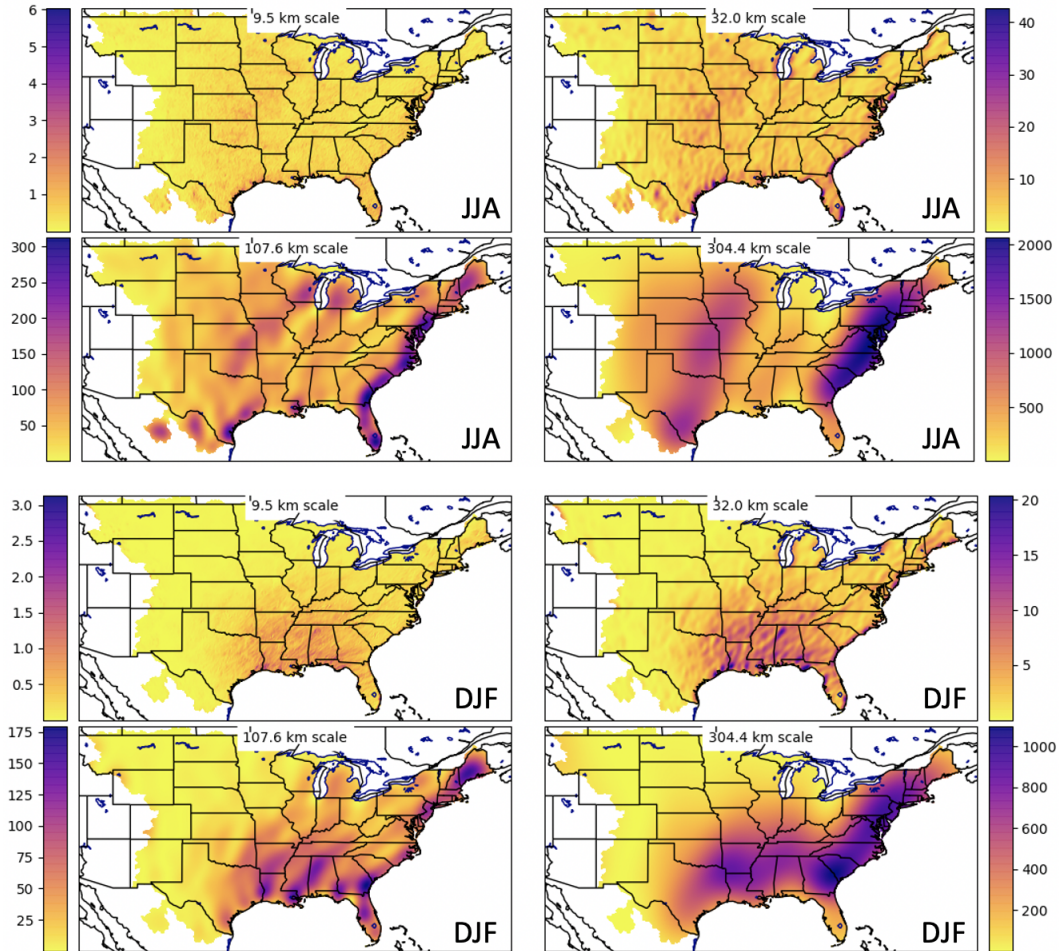 9.5 km scale
6
5
4
3
2
1
JJA
32.0 km scale
40
30
20
10
JJA
107.6 km scale
300
250
200
150
100
50
JJA
304.4 km scale
2000
1500
1000
500
JJA
9.5 km scale
3.0
2.5
2.0
1.5
1.0
0.5
DJF
32.0 km scale
20
15
10
5
DJF
107.6 km scale
175
150
125
100
75
50
25
DJF
304.4 km scale
1000
800
600
400
200
DJF